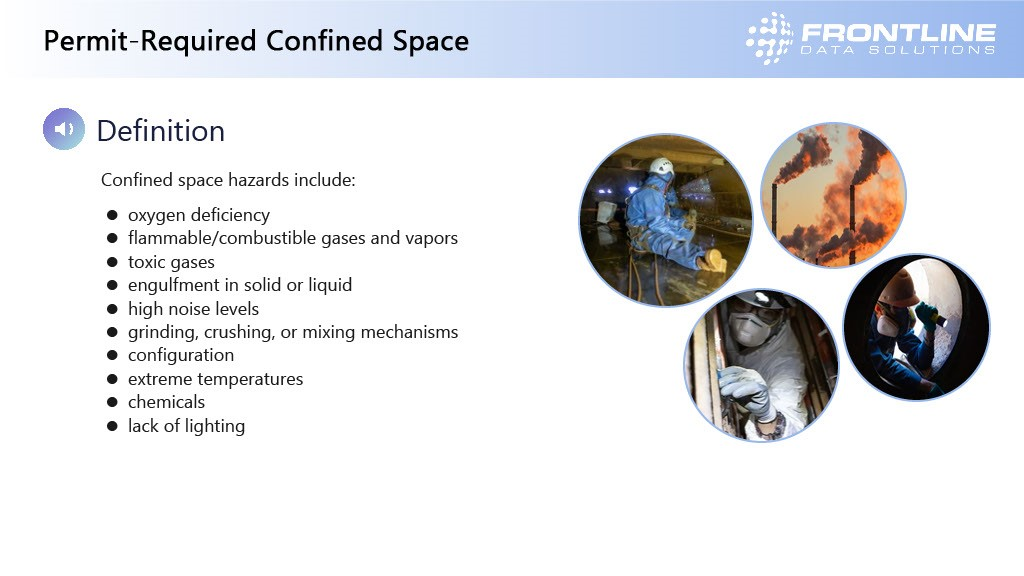 Permit-Required Confined Space
FRONTLINE
DATA SOLUTIONS
Definition
Confined space hazards include:
● oxygen deficiency
● flammable/combustible gases and vapors
● toxic gases
● engulfment in solid or liquid
● high noise levels
● grinding, crushing, or mixing mechanisms
● configuration
● extreme temperatures
● chemicals
● lack of lighting